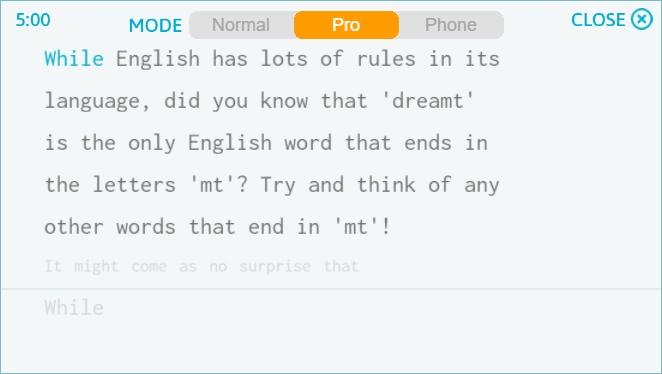 5:00 MODE Normal Pro Phone CLOSE
While English has lots of rules in its
language, did you know that 'dreamt'
is the only English word that ends in
the letters 'mt'? Try and think of any
other words that end in 'mt'!
It might come as no surprise that
While